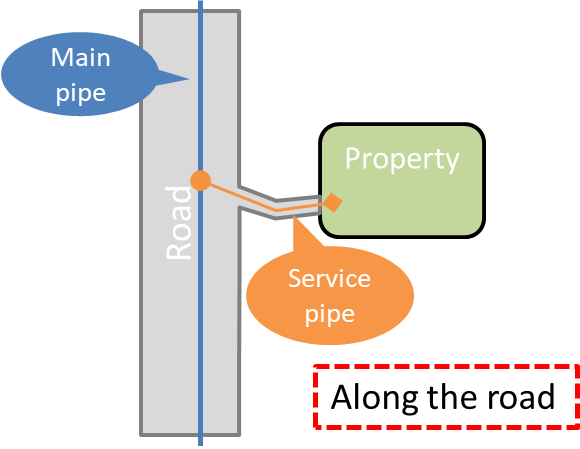 Main
pipe
Property
Road
Service
pipe
Along the road